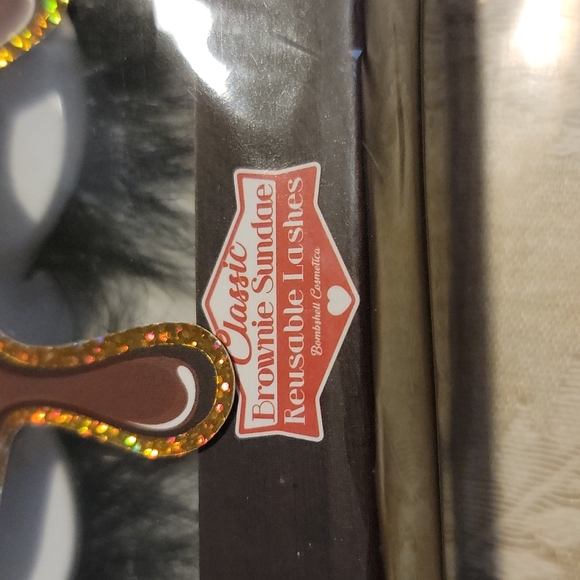 Classic
Brownie Sundae
Reusable Lashes
Bombshell Cosmetics